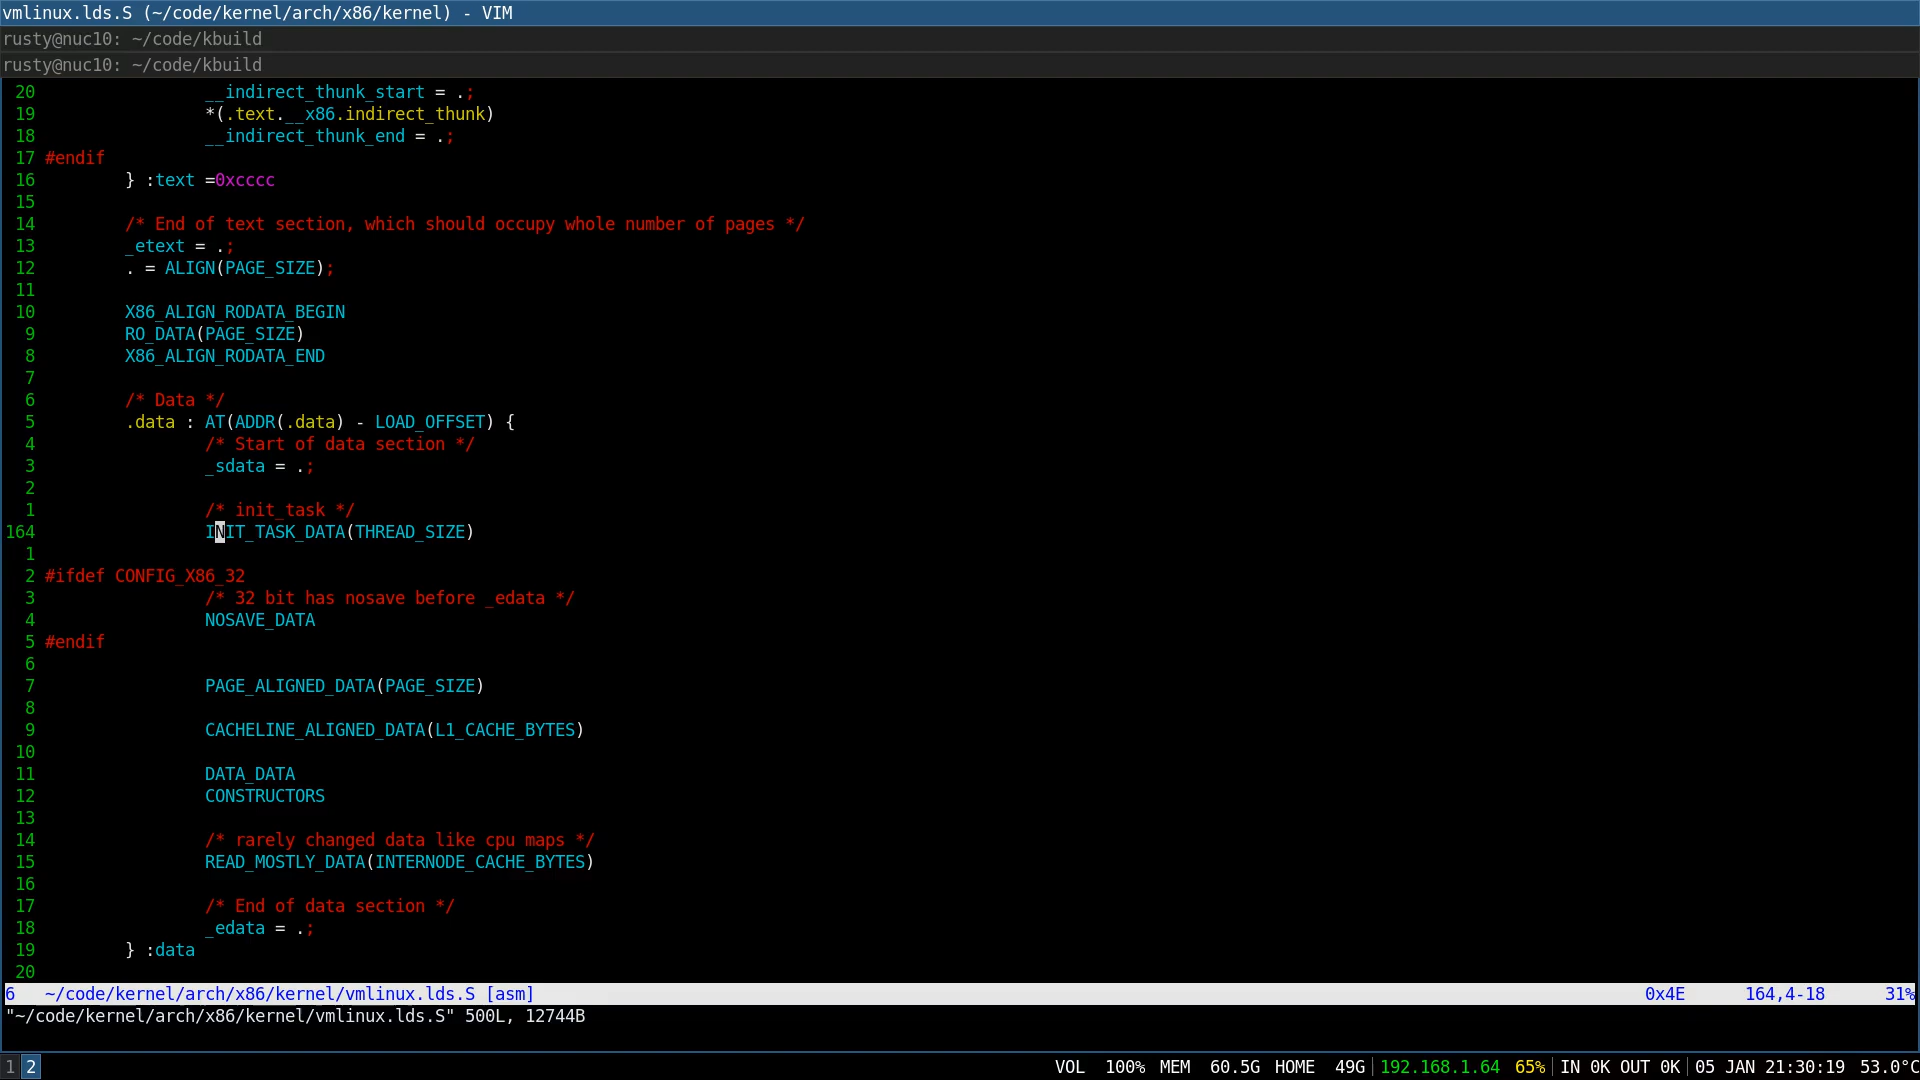 vmlinux.lds.S (~/code/kernel/arch/x86/kernel) - VIM
rusty@nuc10: ~/code/kbuild
rusty@nuc10: ~/code/kbuild
20                 __indirect_thunk_start = .;
19                 *(.text.__x86.indirect_thunk)
18                 __indirect_thunk_end = .;
17 #endif
16         } :text =0xcccc
15
14         /* End of text section, which should occupy whole number of pages */
13         _etext = .;
12         . = ALIGN(PAGE_SIZE);
11
10         X86_ALIGN_RODATA_BEGIN
9         RO_DATA(PAGE_SIZE)
8         X86_ALIGN_RODATA_END
7
6         /* Data */
5         .data : AT(ADDR(.data) - LOAD_OFFSET) {
4                 /* Start of data section */
3                 _sdata = .;
2
1                 /* init_task */
164                 INIT_TASK_DATA(THREAD_SIZE)
1
2 #ifdef CONFIG_X86_32
3                 /* 32 bit has nosave before _edata */
4                 NOSAVE_DATA
5 #endif
6
7                 PAGE_ALIGNED_DATA(PAGE_SIZE)
8
9                 CACHELINE_ALIGNED_DATA(L1_CACHE_BYTES)
10
11                 DATA_DATA
12                 CONSTRUCTORS
13
14                 /* rarely changed data like cpu maps */
15                 READ_MOSTLY_DATA(INTERNODE_CACHE_BYTES)
16
17                 /* End of data section */
18                 _edata = .;
19         } :data
20
6   ~/code/kernel/arch/x86/kernel/vmlinux.lds.S [asm] 0x4E 164,4-18 31%
"~/code/kernel/arch/x86/kernel/vmlinux.lds.S" 500L, 12744B
1 2 VOL 100% MEM 60.5G HOME 49G 192.168.1.64 65% IN 0K OUT 0K 05 JAN 21:30:19 53.0°C